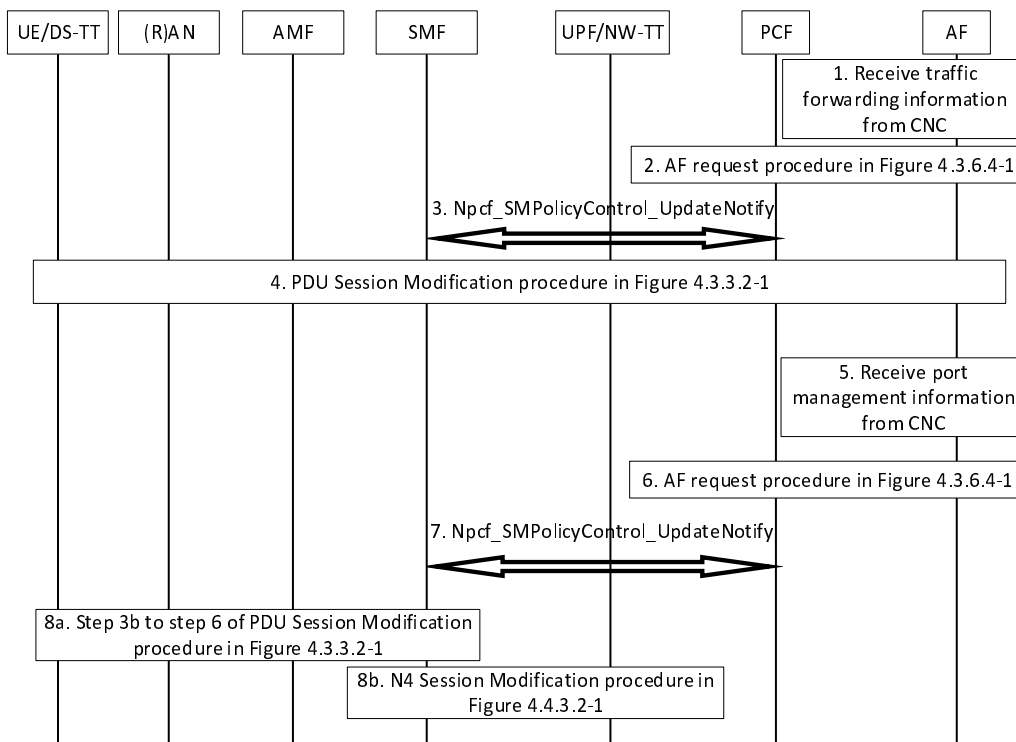 UE/DS-TT
(R)AN
AMF
SMF
UPF/NW-TT
PCF
AF
1. Receive traffic
forwarding information
from CNC
2. AF request procedure in Figure 4.3.6.4-1
3. Npcf_SMPolicyControl_UpdateNotify
4. PDU Session Modification procedure in Figure 4.3.3.2-1
5. Receive port
management information
from CNC
6. AF request procedure in Figure 4.3.6.4-1
7. Npcf_SMPolicyControl_UpdateNotify
8a. Step 3b to step 6 of PDU Session Modification
procedure in Figure 4.3.3.2-1
8b. N4 Session Modification procedure in
Figure 4.4.3.2-1